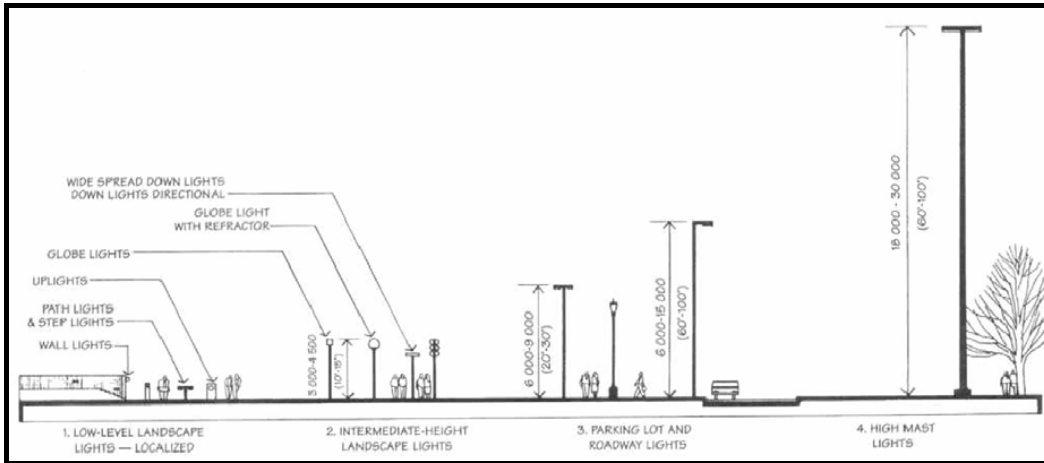 WIDE SPREAD DOWN LIGHTS
DOWN LIGHTS DIRECTIONAL
GLOBE LIGHT
WITH REFRACTOR
GLOBE LIGHTS
UPLIGHTS
PATH LIGHTS
& STEP LIGHTS
WALL LIGHTS
3 000-4 500
(10'-15')
6 000-9 000
(20'-30')
6 000-15 000
(60'-100')
18 000 - 30 000
(60'-100')
1. LOW-LEVEL LANDSCAPE
LIGHTS — LOCALIZED
2. INTERMEDIATE-HEIGHT
LANDSCAPE LIGHTS
3. PARKING LOT AND
ROADWAY LIGHTS
4. HIGH MAST
LIGHTS